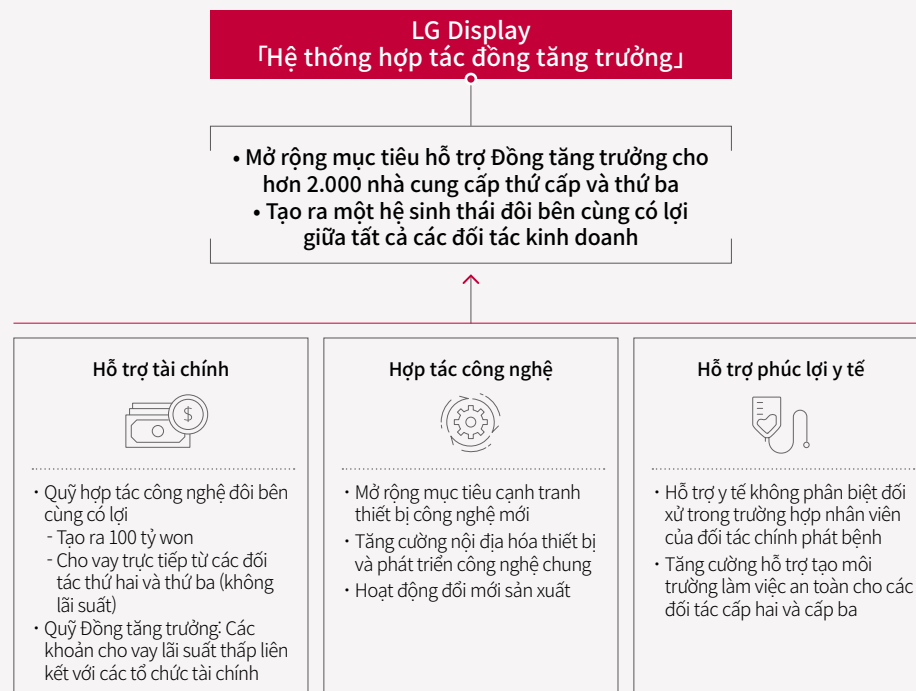 LG Display
「Hệ thống hợp tác đồng tăng trưởng」
• Mở rộng mục tiêu hỗ trợ Đồng tăng trưởng cho
hơn 2.000 nhà cung cấp thứ cấp và thứ ba
• Tạo ra một hệ sinh thái đôi bên cùng có lợi
giữa tất cả các đối tác kinh doanh
Hỗ trợ tài chính
$
• Quỹ hợp tác công nghệ đôi bên
cùng có lợi
- Tạo ra 100 tỷ won
- Cho vay trực tiếp từ các đối
tác thứ hai và thứ ba (không
lãi suất)
• Quỹ Đồng tăng trưởng: Các
khoản cho vay lãi suất thấp liên
kết với các tổ chức tài chính
Hợp tác công nghệ
• Mở rộng mục tiêu cạnh tranh
thiết bị công nghệ mới
• Tăng cường nội địa hóa thiết bị
và phát triển công nghệ chung
• Hoạt động đổi mới sản xuất
Hỗ trợ phúc lợi y tế
• Hỗ trợ y tế không phân biệt đối
xử trong trường hợp nhân viên
của đối tác chính phát bệnh
• Tăng cường hỗ trợ tạo môi
trường làm việc an toàn cho các
đối tác cấp hai và cấp ba